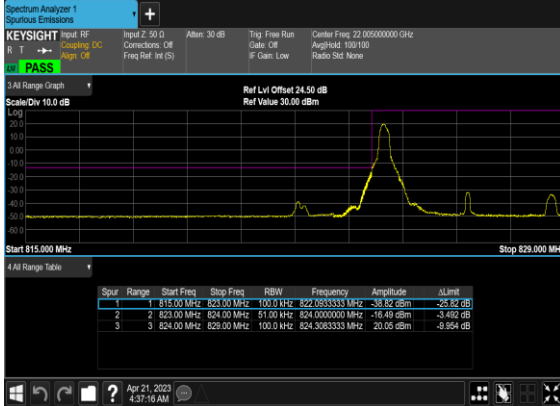 Spectrum Analyzer 1
Spurious Emissions
KEYSIGHT Input: RF Input Z: 50 Ω Atten: 30 dB Trig: Free Run Center Freq: 22.005000000 GHz
R T Coupling: DC Corrections: Off Gate: Off Avg|Hold: 100/100
Align: Off Freq Ref: Int (S) IF Gain: Low Radio Std: None
PASS
3 All Range Graph
Ref Lvl Offset 24.50 dB
Scale/Div 10.0 dB Ref Value 30.00 dBm
Log
20.0
10.0
0.00
-10.0
-20.0
-30.0
-40.0
-50.0
-60.0
Start 815.000 MHz Stop 829.000 MH
4 All Range Table
Spur Range Start Freq Stop Freq RBW Frequency Amplitude ΔLimit
1 1 815.00 MHz 823.00 MHz 100.0 kHz 822.0933333 MHz -38.82 dBm -25.82 dB
2 2 823.00 MHz 824.00 MHz 51.00 kHz 824.0000000 MHz -16.49 dBm -3.492 dB
3 3 824.00 MHz 829.00 MHz 100.0 kHz 824.3083333 MHz 20.05 dBm -9.954 dB
Apr 21, 2023
4:37:16 AM